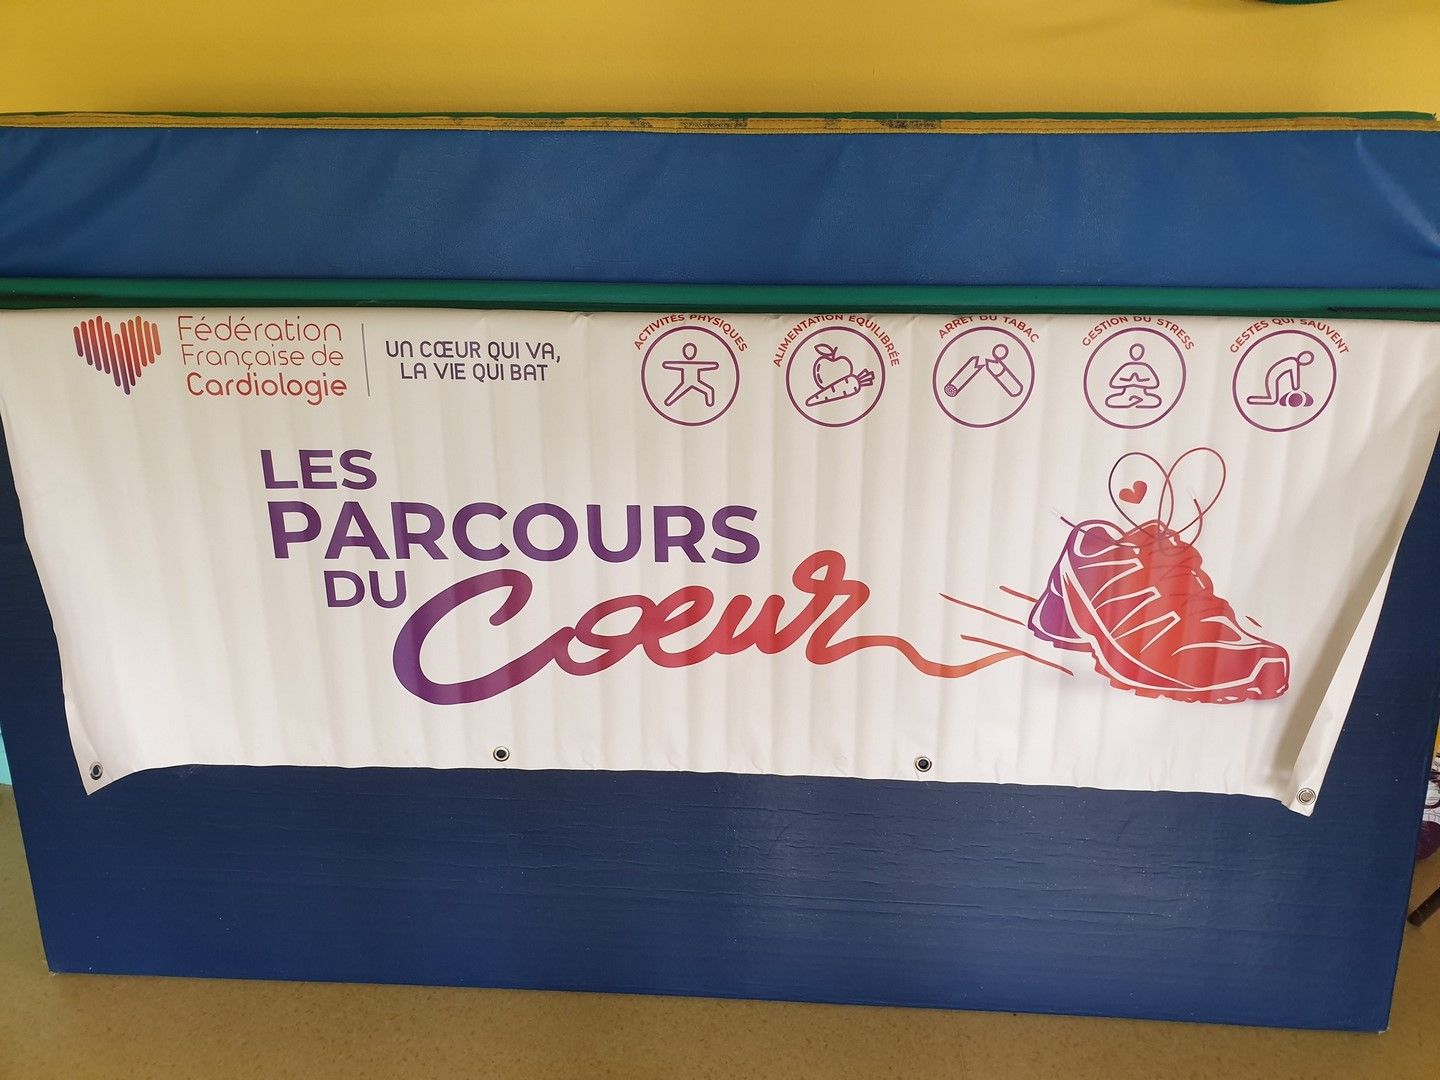 Fédération
Française de
Cardiologie
UN CŒUR QUI VA,
LA VIE QUI BAT
ACTIVITÉS PHYSIQUES
ALIMENTATION ÉQUILIBRÉE
ARRÊT DU TABAC
GESTION DU STRESS
GESTES QUI SAUVENT
LES
PARCOURS
DU Cœur